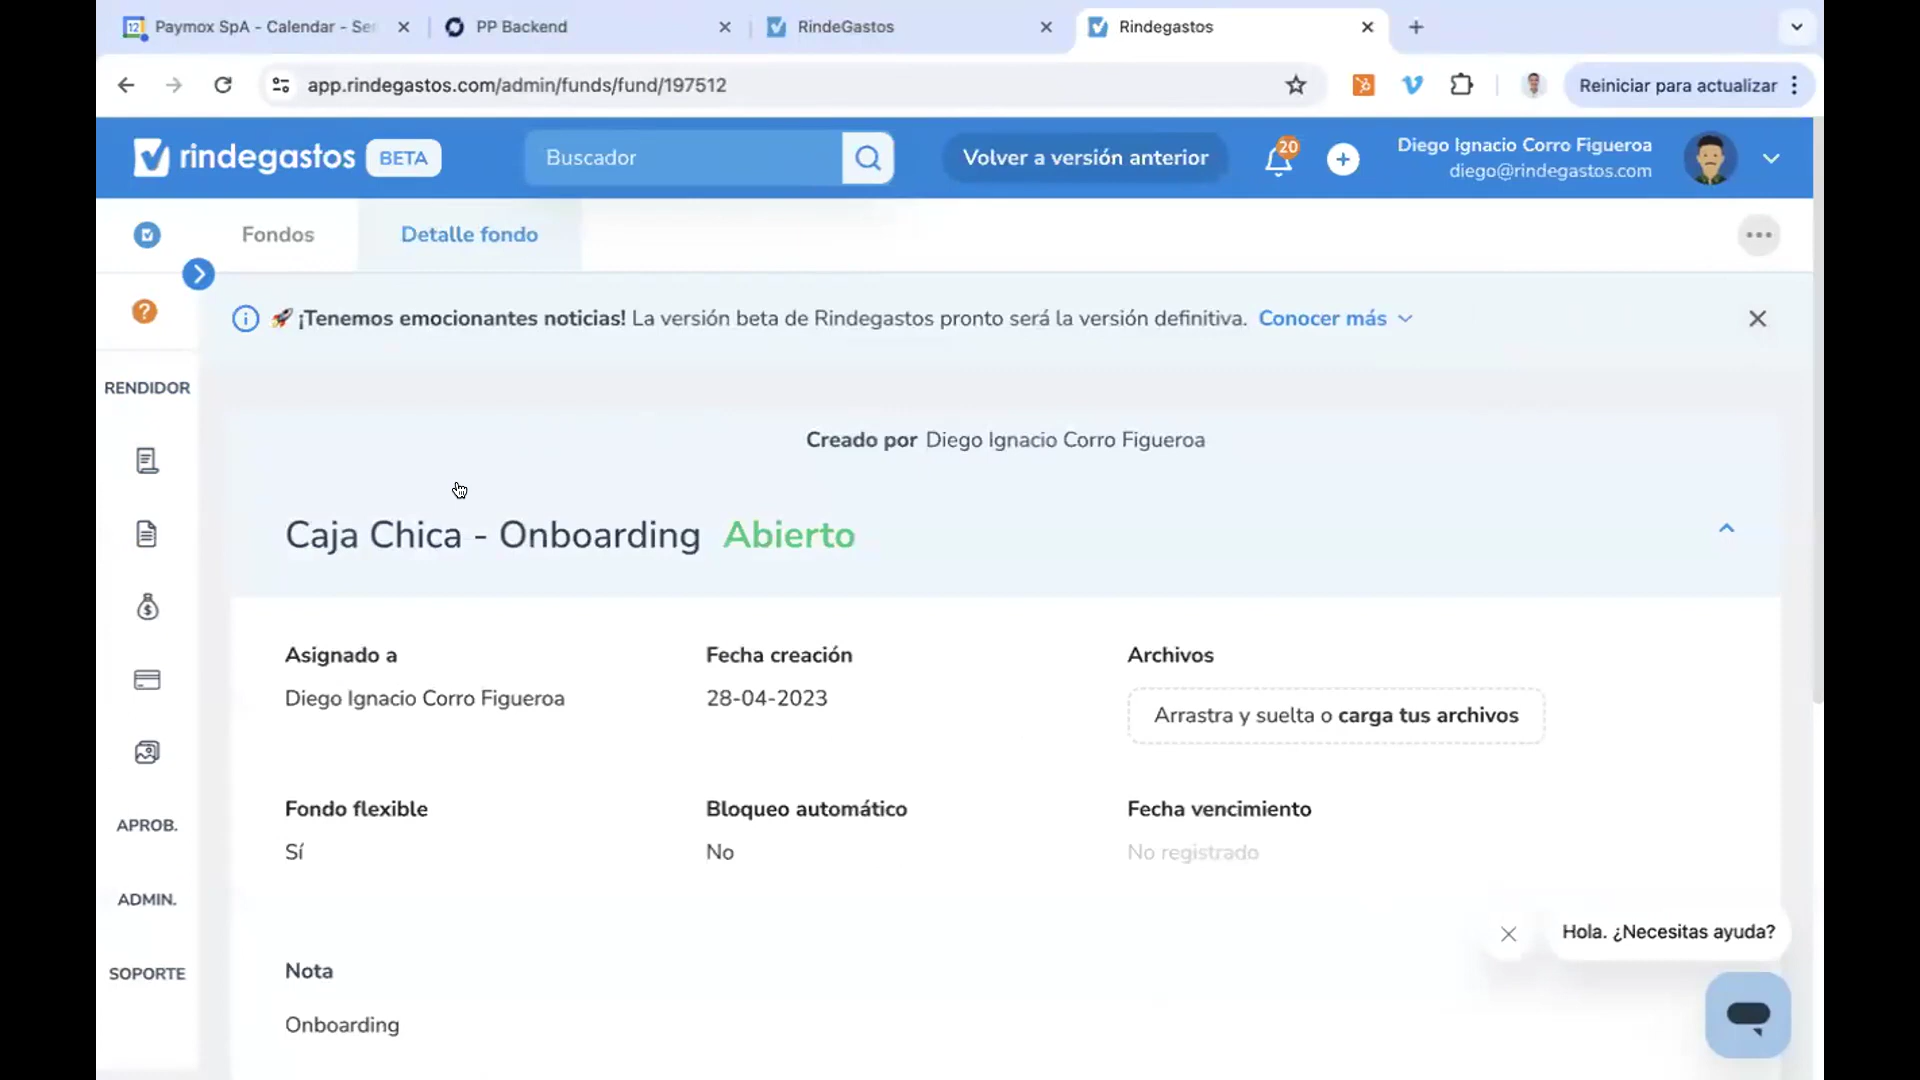 Paymox SpA - Calendar - Se
PP Backend
RindeGastos
Rindegastos
app.rindegastos.com/admin/funds/fund/197512
Reiniciar para actualizar
rindegastos BETA
Buscador
Volver a versión anterior
20
Diego Ignacio Corro Figueroa
diego@rindegastos.com
Fondos
Detalle fondo
🚀 ¡Tenemos emocionantes noticias! La versión beta de Rindegastos pronto será la versión definitiva. Conocer más
RENDIDOR
APROB.
ADMIN.
SOPORTE
Creado por Diego Ignacio Corro Figueroa
Caja Chica - Onboarding Abierto
Asignado a
Diego Ignacio Corro Figueroa
Fecha creación
28-04-2023
Archivos
Arrastra y suelta o carga tus archivos
Fondo flexible
Sí
Bloqueo automático
No
Fecha vencimiento
No registrado
Nota
Onboarding
Hola. ¿Necesitas ayuda?